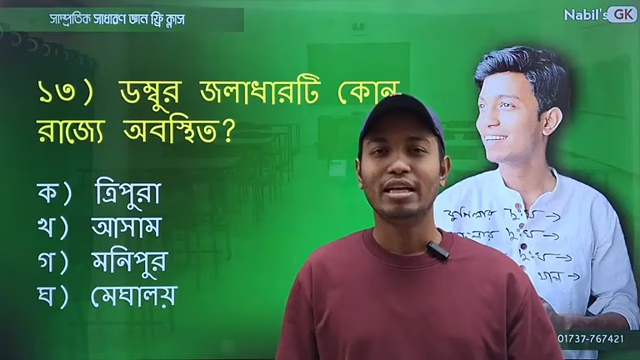 সাম্প্রতিক সাধারণ জ্ঞান ফ্রি ক্লাস
Nabil's GK
১৩) ডম্বুর জলাধারটি কোন
রাজ্যে অবস্থিত?
ক) ত্রিপুরা
খ) আসাম
গ) মনিপুর
ঘ) মেঘালয়
দুঃখ →
দুঃখ →
দুঃখ →
01737-767421